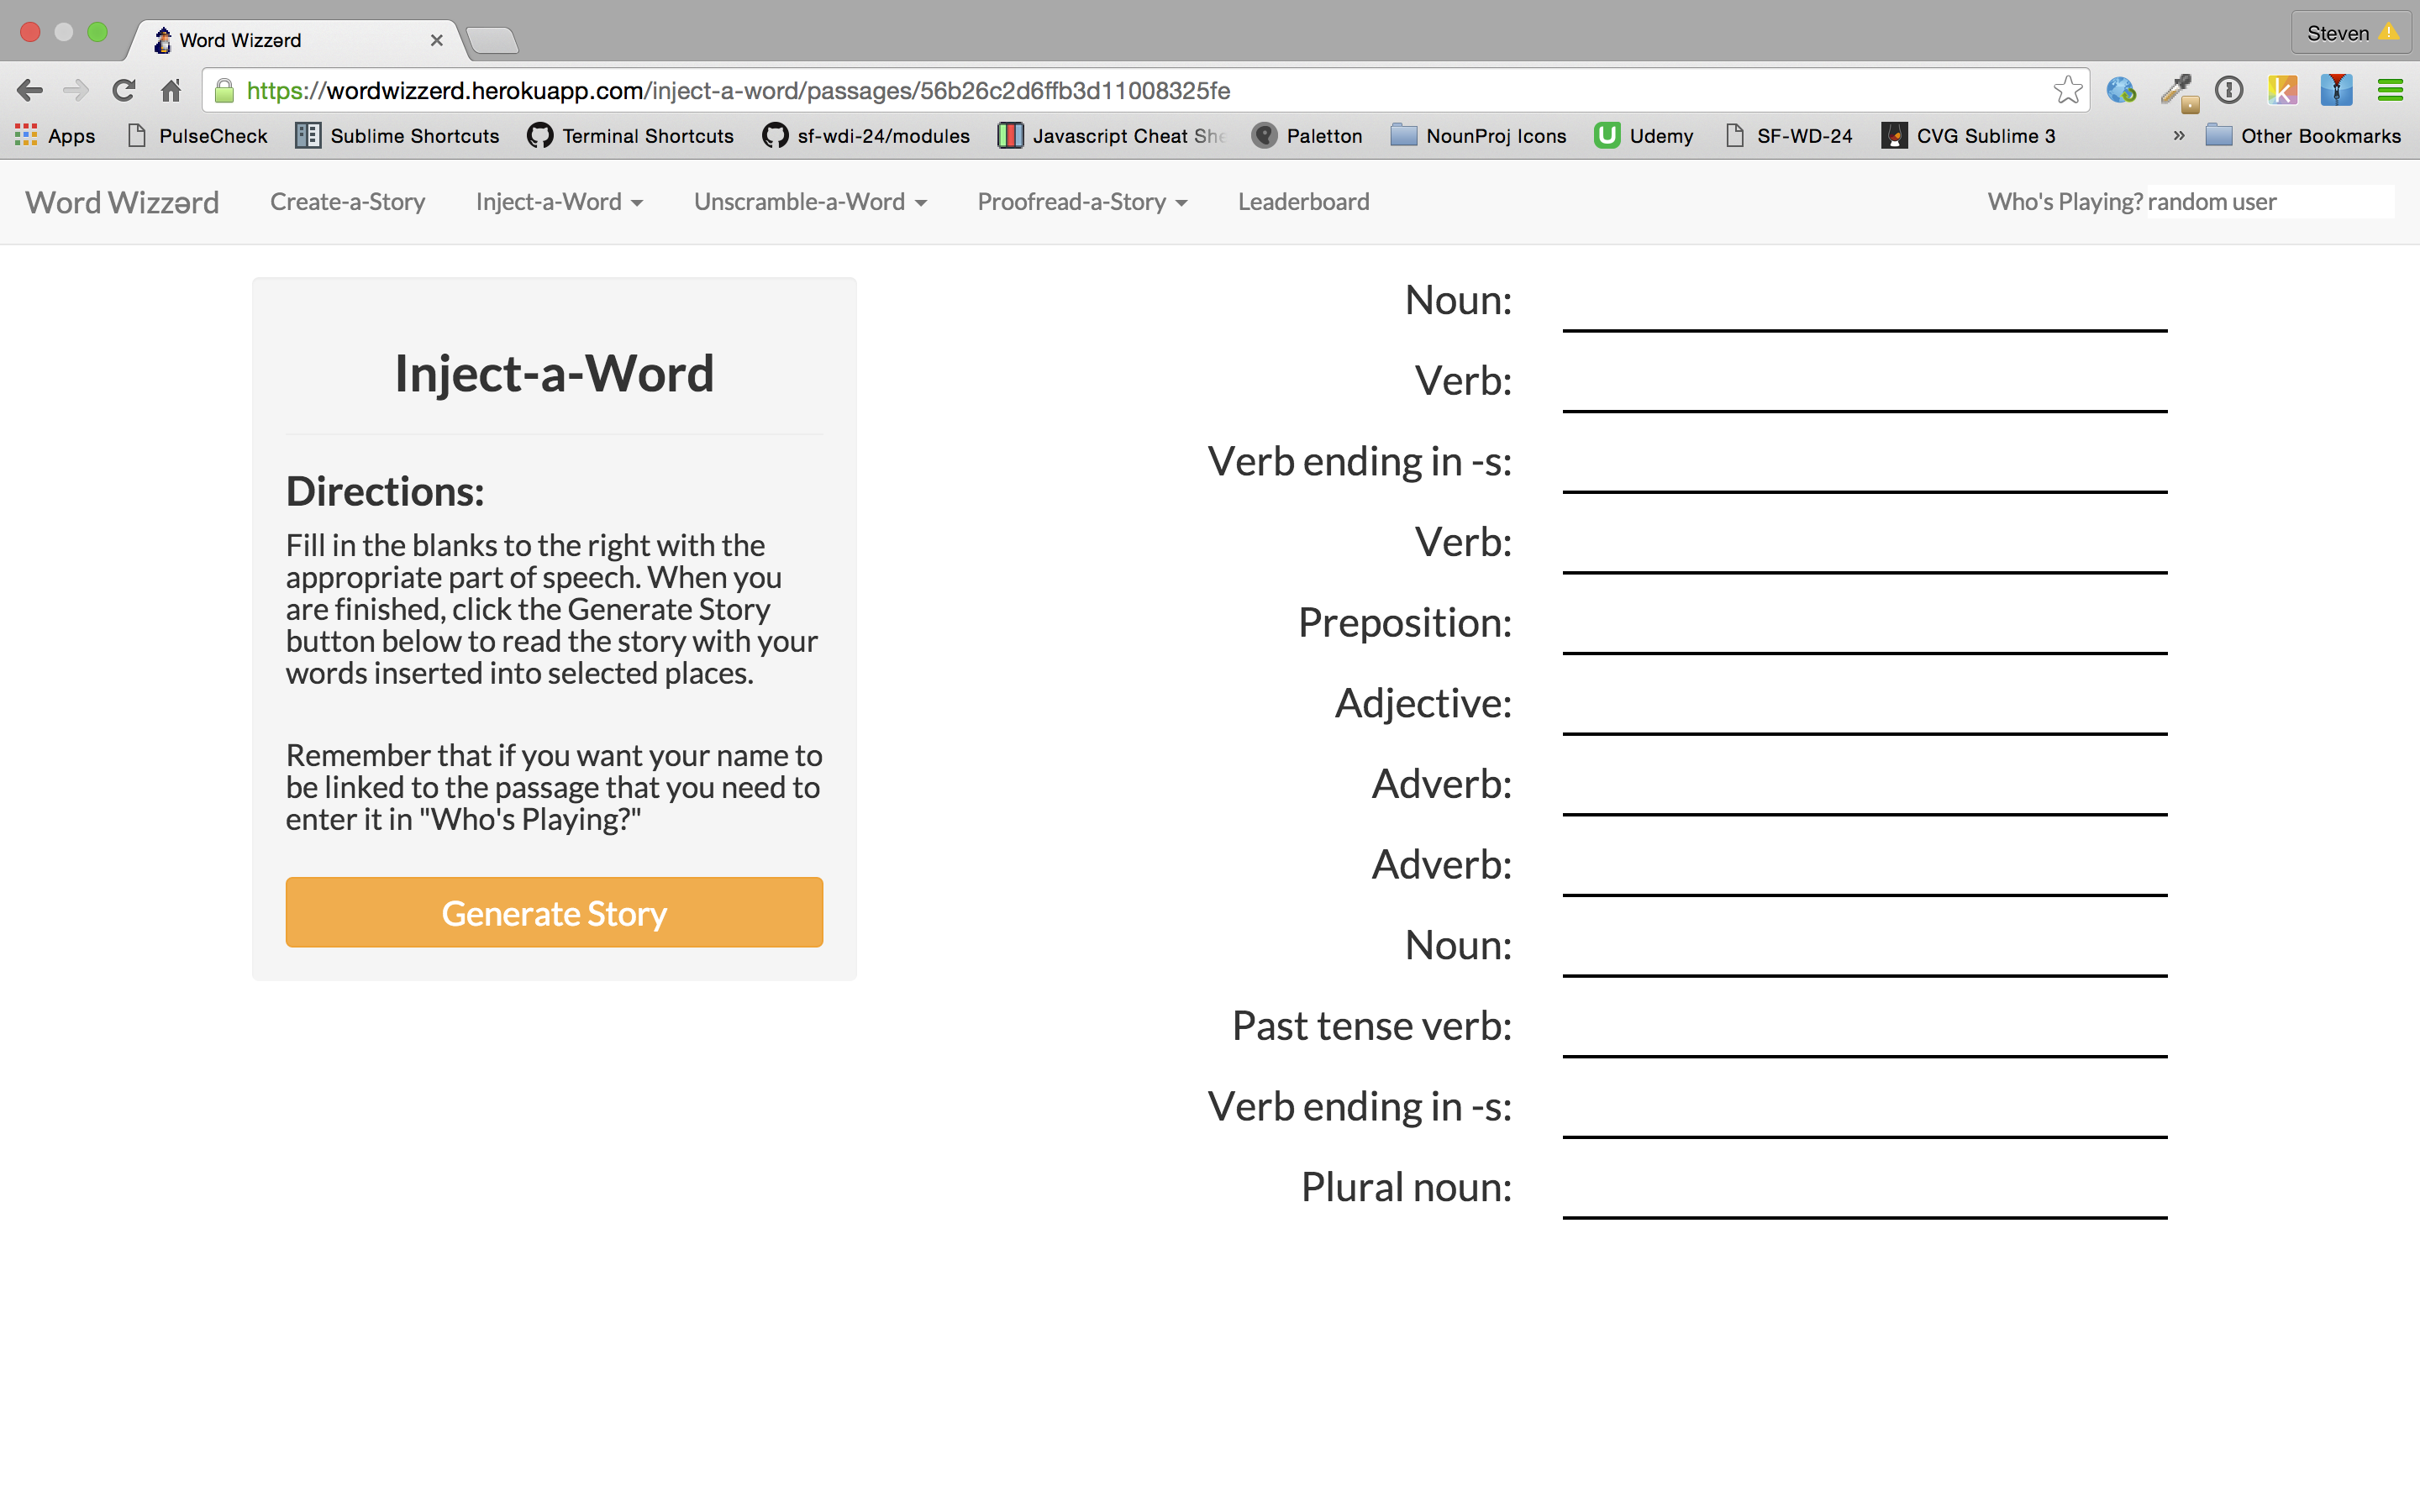 Word Wizzərd
Steven
https://wordwizzerd.herokuapp.com/inject-a-word/passages/56b26c2d6ffb3d11008325fe
Apps PulseCheck Sublime Shortcuts Terminal Shortcuts sf-wdi-24/modules Javascript Cheat She Paletton NounProj Icons Udemy SF-WD-24 CVG Sublime 3 » Other Bookmarks
Word Wizzərd Create-a-Story Inject-a-Word Unscramble-a-Word Proofread-a-Story Leaderboard Who's Playing? random user
Inject-a-Word
Directions:
Fill in the blanks to the right with the
appropriate part of speech. When you
are finished, click the Generate Story
button below to read the story with your
words inserted into selected places.
Remember that if you want your name to
be linked to the passage that you need to
enter it in "Who's Playing?"
Generate Story
Noun:
Verb:
Verb ending in -s:
Verb:
Preposition:
Adjective:
Adverb:
Adverb:
Noun:
Past tense verb:
Verb ending in -s:
Plural noun: